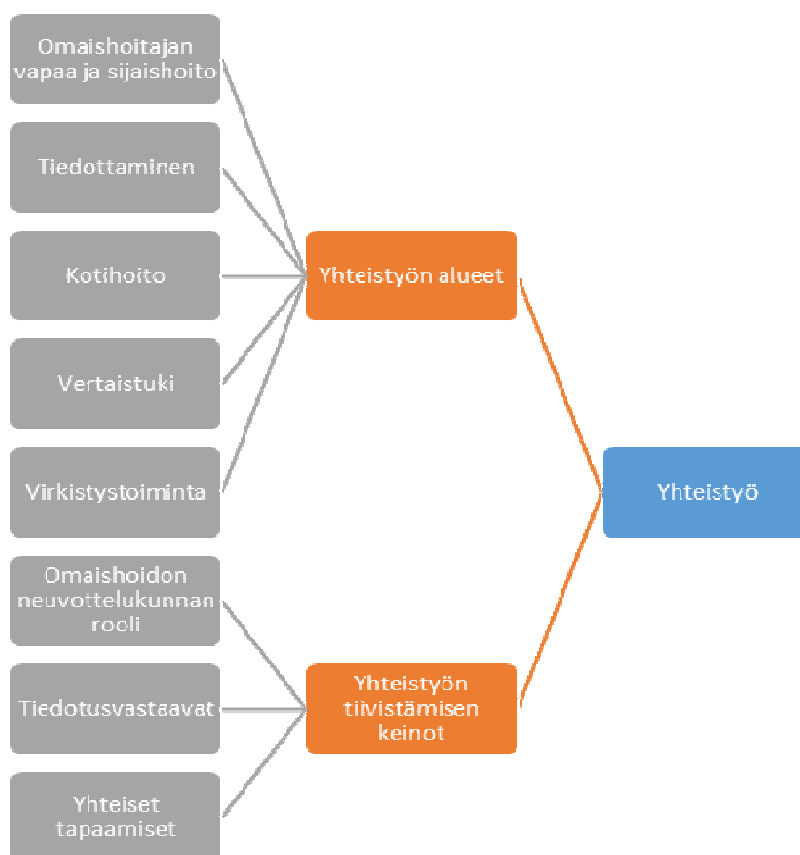 Omaishoitajan
vapaa ja sijaishoito
Tiedottaminen
Kotihoito
Vertaistuki
Virkistystoiminta
Omaishoidon
neuvottelukunnan
rooli
Tiedotusvastaavat
Yhteiset
tapaamiset
Yhteistyön alueet
Yhteistyön
tiivistämisen
keinot
Yhteistyö